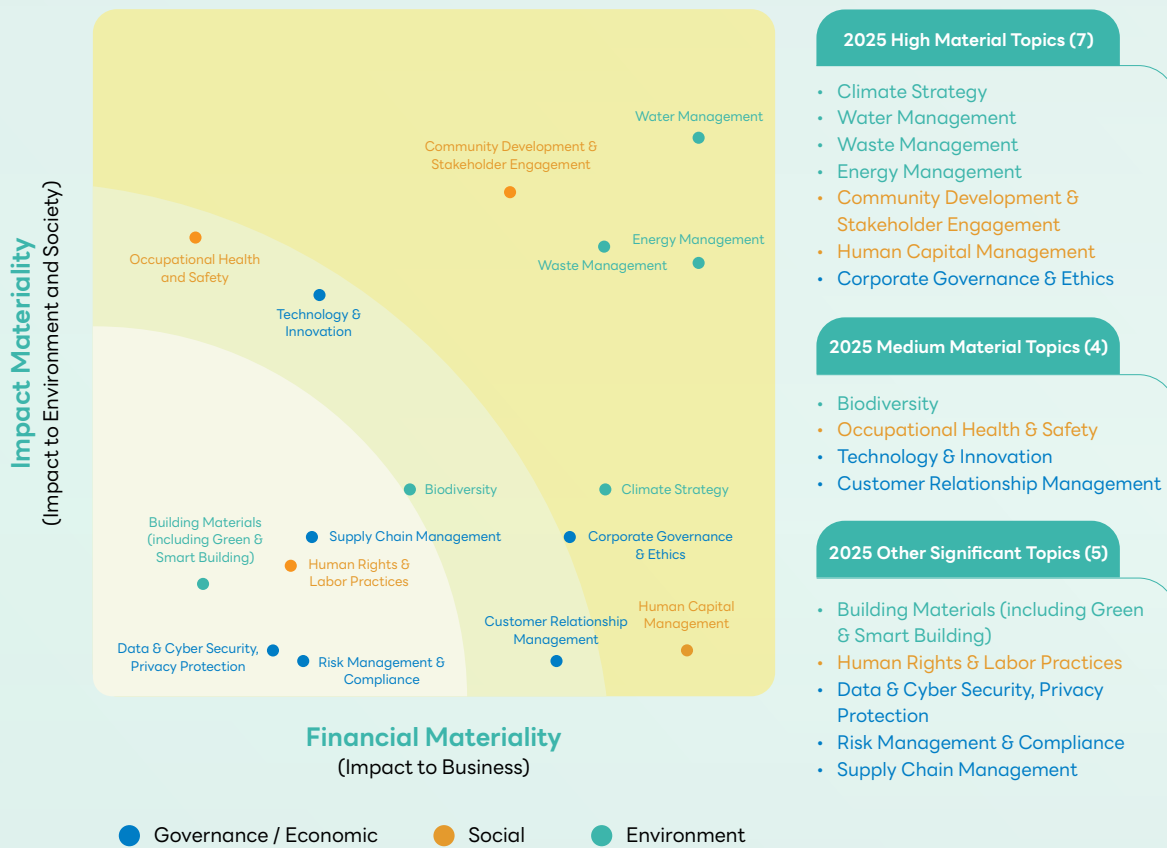 Impact Materiality
(Impact to Environment and Society)
Water Management
Community Development &
Stakeholder Engagement
Energy Management
Waste Management
Occupational Health
and Safety
Technology &
Innovation
Biodiversity
Climate Strategy
Building Materials
(including Green &
Smart Building)
Supply Chain Management
Corporate Governance
& Ethics
Human Rights &
Labor Practices
Human Capital
Management
Customer Relationship
Management
Data & Cyber Security,
Privacy Protection
Risk Management &
Compliance
Financial Materiality
(Impact to Business)
Governance / Economic
Social
Environment
2025 High Material Topics (7)
• Climate Strategy
• Water Management
• Waste Management
• Energy Management
• Community Development &
Stakeholder Engagement
• Human Capital Management
• Corporate Governance & Ethics
2025 Medium Material Topics (4)
• Biodiversity
• Occupational Health & Safety
• Technology & Innovation
• Customer Relationship Management
2025 Other Significant Topics (5)
• Building Materials (including Green
& Smart Building)
• Human Rights & Labor Practices
• Data & Cyber Security, Privacy
Protection
• Risk Management & Compliance
• Supply Chain Management